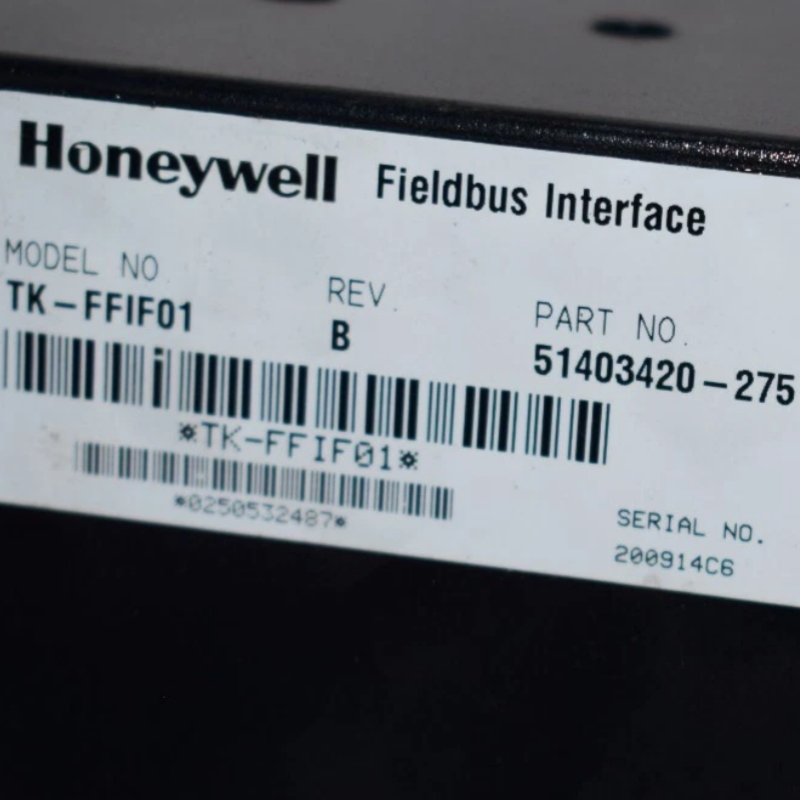 Honeywell Fieldbus Interface
MODEL NO REV PART NO.
TK-FFIF01 B 51403420-275
*TK-FFIF01*
*0250532487*
SERIAL NO.
200914C6